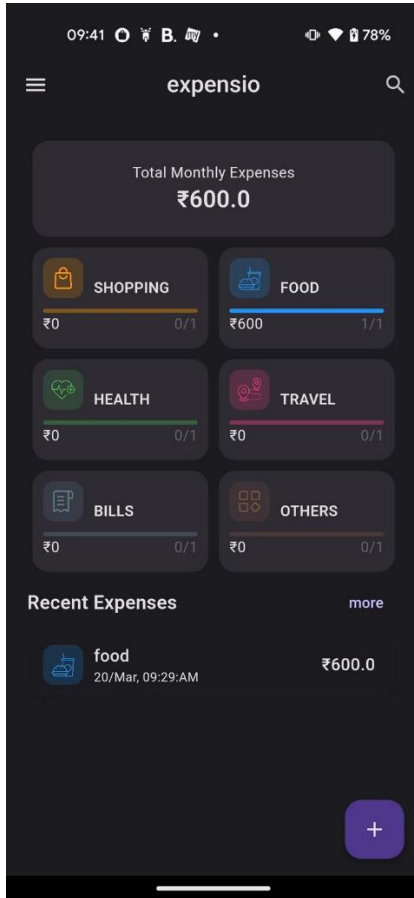 09:41 B. 78%
expensio
Total Monthly Expenses
₹600.0
SHOPPING
₹0 0/1
FOOD
₹600 1/1
HEALTH
₹0 0/1
TRAVEL
₹0 0/1
BILLS
₹0 0/1
OTHERS
₹0 0/1
Recent Expenses more
food ₹600.0
20/Mar, 09:29:AM
+